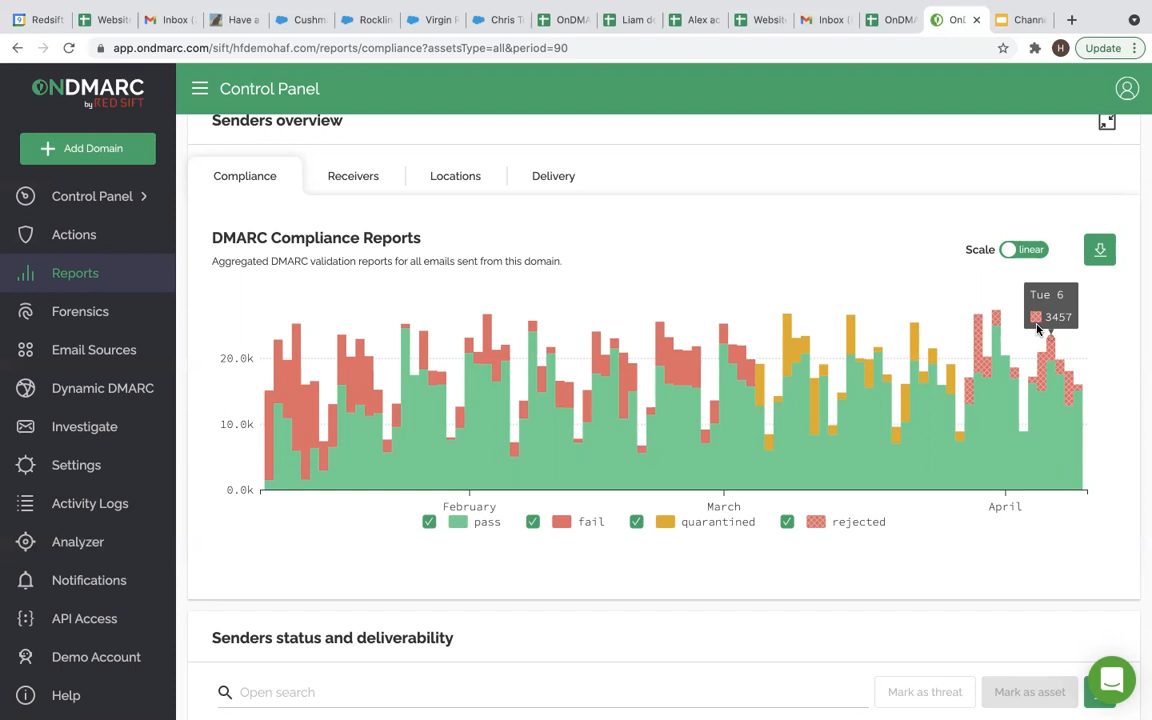 Redsift
Website
Inbox (
Have a
Cushm
Rocklin
Virgin P
Chris T
OnDMA
Liam de
Alex ac
Website
Inbox (
OnDMA
OnD
Chann
app.ondmarc.com/sift/hfdemohaf.com/reports/compliance?assetsType=all&period=90
H
Update
ONDMARC
by RED SIFT
Control Panel
Add Domain
Control Panel
Actions
Reports
Forensics
Email Sources
Dynamic DMARC
Investigate
Settings
Activity Logs
Analyzer
Notifications
API Access
Demo Account
Help
Senders overview
Compliance
Receivers
Locations
Delivery
DMARC Compliance Reports
Aggregated DMARC validation reports for all emails sent from this domain.
Scale
linear
Tue 6
3457
20.0k
10.0k
0.0k
February
March
April
pass
fail
quarantined
rejected
Senders status and deliverability
Open search
Mark as threat
Mark as asset